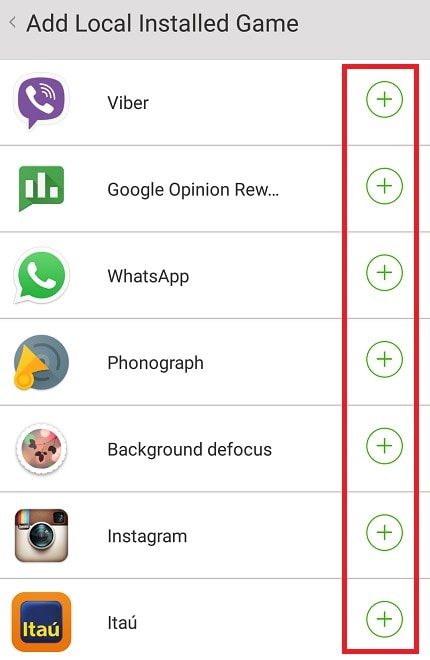 Add Local Installed Game
Viber
Google Opinion Rew...
WhatsApp
Phonograph
Background defocus
Instagram
Itaú
Itaú